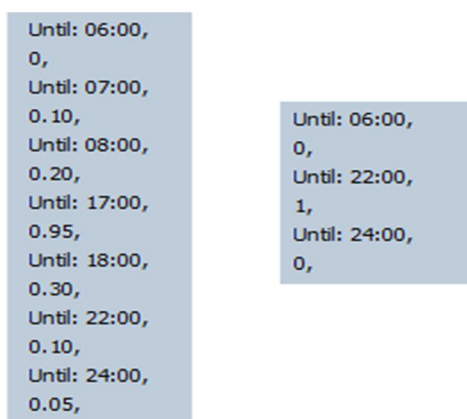 Until: 06:00,
0,
Until: 07:00,
0.10,
Until: 08:00,
0.20,
Until: 17:00,
0.95,
Until: 18:00,
0.30,
Until: 22:00,
0.10,
Until: 24:00,
0.05,
Until: 06:00,
0,
Until: 22:00,
1,
Until: 24:00,
0,